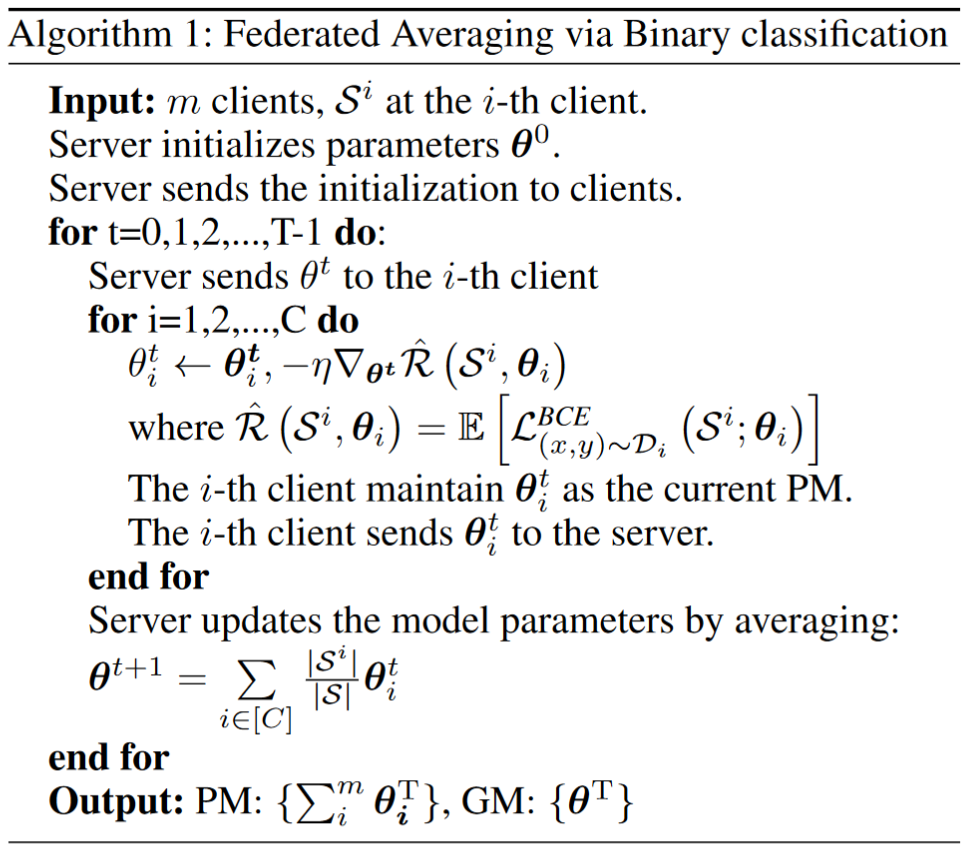 Algorithm 1: Federated Averaging via Binary classification
Input: $m$ clients, $\mathcal{S}^i$ at the $i$-th client.
Server initializes parameters $\boldsymbol{\theta}^0$.
Server sends the initialization to clients.
for t=0,1,2,...,T-1 do:
Server sends $\theta^t$ to the $i$-th client
for i=1,2,...,C do
$\theta_i^t \leftarrow \boldsymbol{\theta}_i^{\boldsymbol{t}}, -\eta \nabla_{\boldsymbol{\theta}^{\boldsymbol{t}}} \hat{\mathcal{R}} \left( \mathcal{S}^i, \boldsymbol{\theta}_i \right)$
where $\hat{\mathcal{R}} \left( \mathcal{S}^i, \boldsymbol{\theta}_i \right) = \mathbb{E} \left[ \mathcal{L}_{(x,y)\sim\mathcal{D}_i}^{BCE} \left( \mathcal{S}^i; \boldsymbol{\theta}_i \right) \right]$
The $i$-th client maintain $\boldsymbol{\theta}_i^t$ as the current PM.
The $i$-th client sends $\boldsymbol{\theta}_i^t$ to the server.
end for
Server updates the model parameters by averaging:
$\boldsymbol{\theta}^{t+1} = \sum_{i \in [C]} \frac{|\mathcal{S}^i|}{|\mathcal{S}|} \boldsymbol{\theta}_i^t$
end for
Output: PM: $\{\sum_i^m \boldsymbol{\theta}_{\boldsymbol{i}}^{\mathrm{T}}\}$, GM: $\{\boldsymbol{\theta}^{\mathrm{T}}\}$